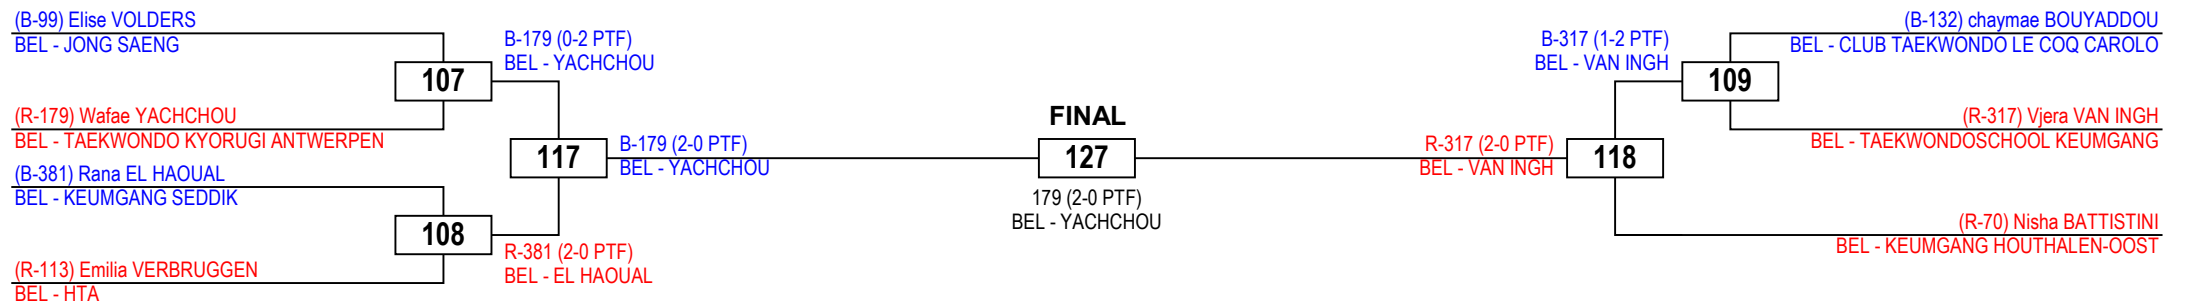 (B-99) Elise VOLDERS
BEL - JONG SAENG
107
(R-179) Wafae YACHCHOU
BEL - TAEKWONDO KYORUGI ANTWERPEN
B-179 (0-2 PTF)
BEL - YACHCHOU
117
(B-381) Rana EL HAOUAL
BEL - KEUMGANG SEDDIK
108
(R-113) Emilia VERBRUGGEN
BEL - HTA
R-381 (2-0 PTF)
BEL - EL HAOUAL
B-179 (2-0 PTF)
BEL - YACHCHOU
FINAL
127
179 (2-0 PTF)
BEL - YACHCHOU
R-317 (2-0 PTF)
BEL - VAN INGH
118
B-317 (1-2 PTF)
BEL - VAN INGH
109
(B-132) chaymae BOUYADDOU
BEL - CLUB TAEKWONDO LE COQ CAROLO
(R-317) Vjera VAN INGH
BEL - TAEKWONDOSCHOOL KEUMGANG
(R-70) Nisha BATTISTINI
BEL - KEUMGANG HOUTHALEN-OOST